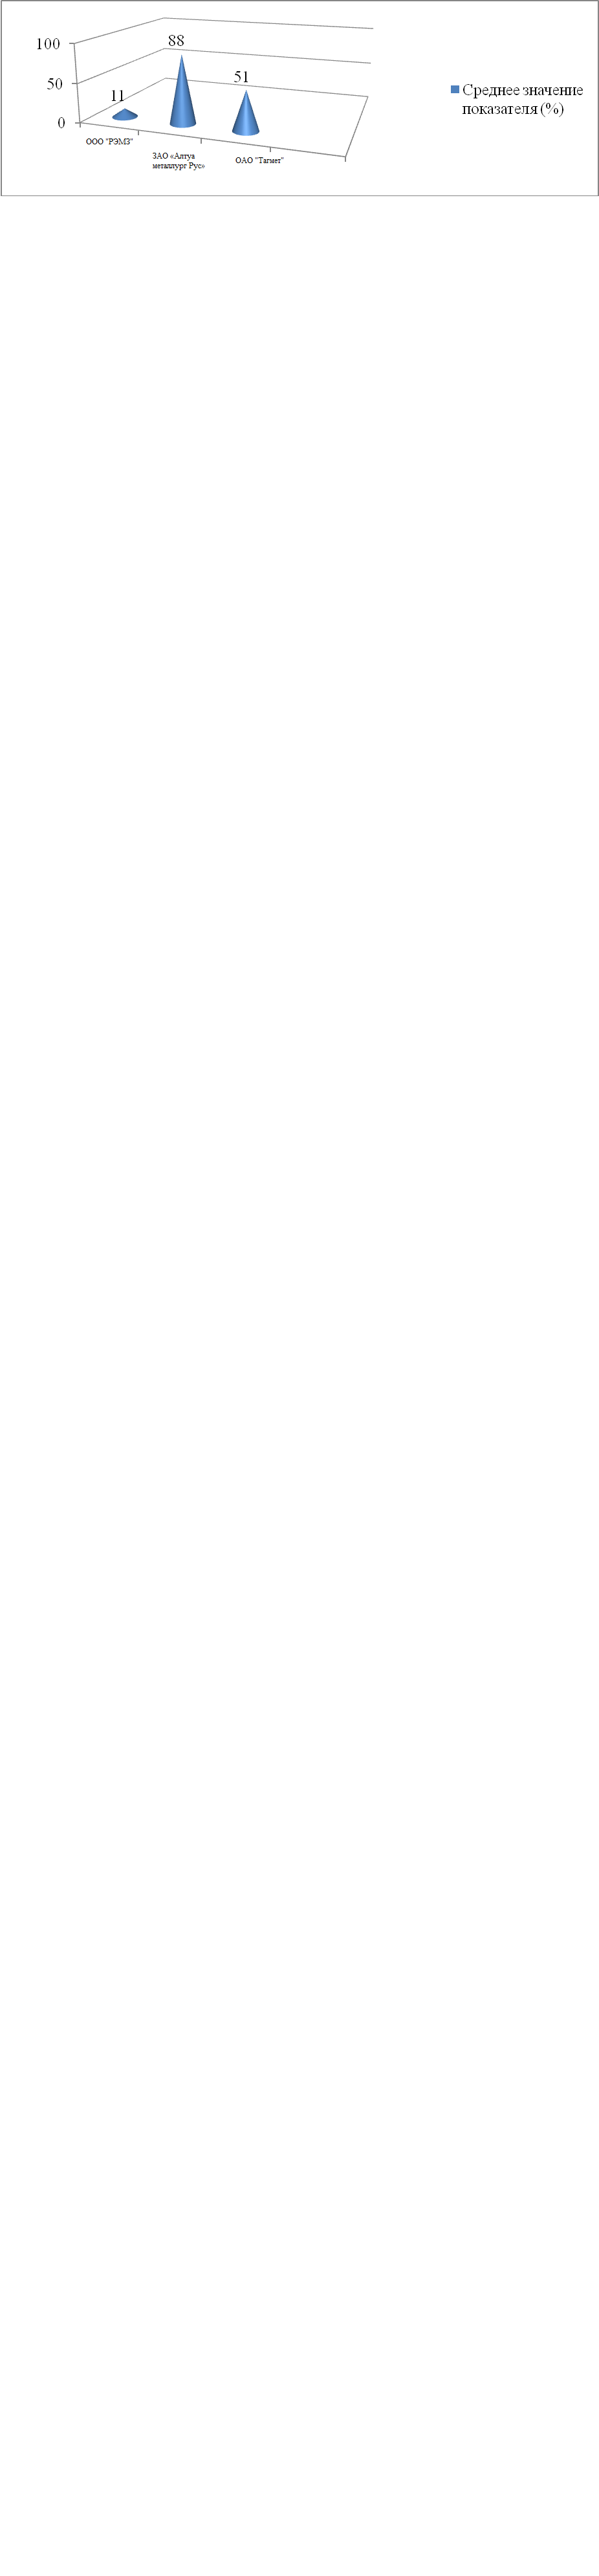 100
50
0
11
88
51
ООО "РЭМЗ"
ЗАО «Алтуа
металлург Рус»
ОАО "Тагмет"
Среднее значение
показателя (%)